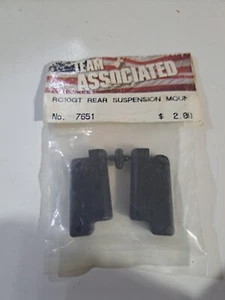 TEAM
ASSOCIATED
RC10GT REAR SUSPENSION MOUN
No. 7651 $ 2.00